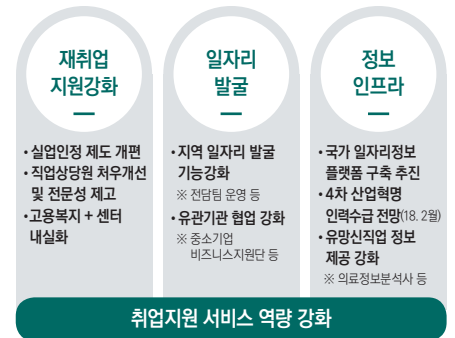 재취업
지원강화
• 실업인정 제도 개편
• 직업상담원 처우개선
및 전문성 제고
• 고용복지 + 센터
내실화
일자리
발굴
• 지역 일자리 발굴
기능강화
※ 전담팀 운영 등
• 유관기관 협업 강화
※ 중소기업
비즈니스지원단 등
정보
인프라
• 국가 일자리정보
플랫폼 구축 추진
• 4차 산업혁명
인력수급 전망(18. 2월)
• 유망신직업 정보
제공 강화
※ 의료정보분석사 등
취업지원 서비스 역량 강화